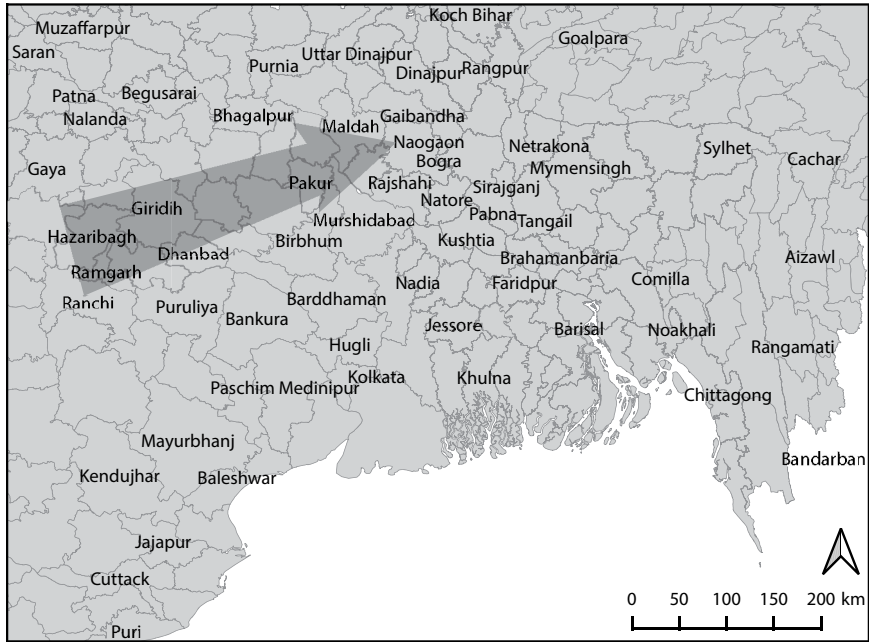 Koch Bihar
Muzaffarpur
Goalpara
Saran
Uttar Dinajpur
Purnia
Dinajpur
Rangpur
Patna
Begusarai
Nalanda
Bhagalpur
Maldah
Gaibandha
Naogaon
Netrakona
Sylhet
Bogra
Cachar
Gaya
Mymensingh
Pakur
Rajshahi
Sirajganj
Natore
Giridih
Murshidabad
Pabna
Tangail
Hazaribagh
Birbhum
Kushtia
Dhanbad
Brahamanbaria
Aizawl
Ramgarh
Nadia
Faridpur
Comilla
Ranchi
Puruliya
Barddhaman
Bankura
Jessore
Barisal
Noakhali
Hugli
Rangamati
Kolkata
Khulna
Paschim Medinipur
Chittagong
Mayurbhanj
Bandarban
Kendujhar
Baleshwar
Jajapur
Cuttack
0 50 100 150 200 km
Puri